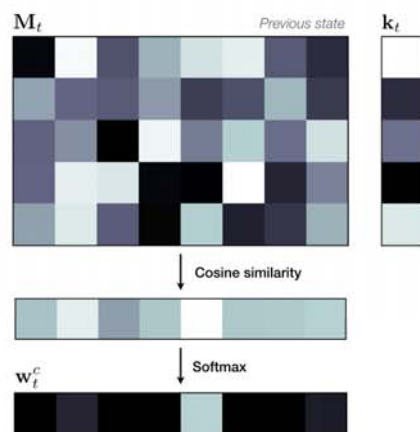 M_t Previous state k_t
Cosine similarity
Softmax
w_t^c